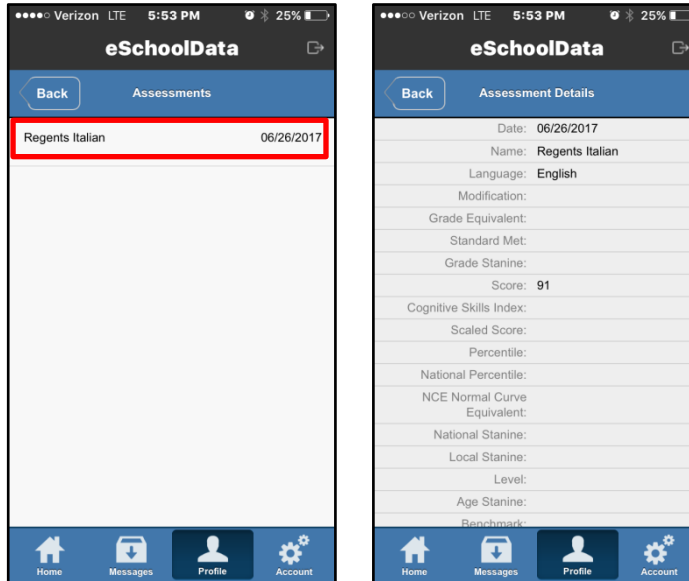 Verizon LTE 5:53 PM 25%
eSchoolData
Back Assessments
Regents Italian 06/26/2017
Home Messages Profile Account
Verizon LTE 5:53 PM 25%
eSchoolData
Back Assessment Details
Date: 06/26/2017
Name: Regents Italian
Language: English
Modification:
Grade Equivalent:
Standard Met:
Grade Stanine:
Score: 91
Cognitive Skills Index:
Scaled Score:
Percentile:
National Percentile:
NCE Normal Curve
Equivalent:
National Stanine:
Local Stanine:
Level:
Age Stanine:
Benchmark:
Home Messages Profile Account